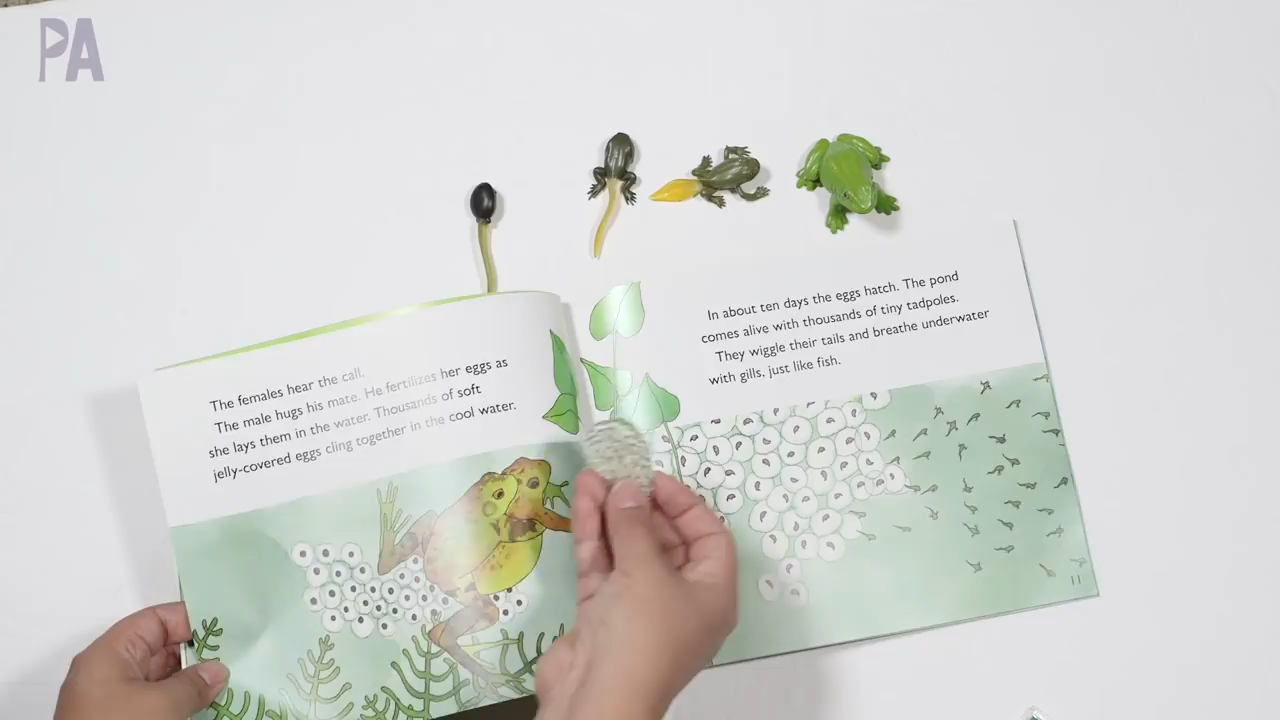 PA
The females hear the call.
The male hugs his mate. He fertilizes her eggs as
she lays them in the water. Thousands of soft
jelly-covered eggs cling together in the cool water.
In about ten days the eggs hatch. The pond
comes alive with thousands of tiny tadpoles.
They wiggle their tails and breathe underwater
with gills, just like fish.
11